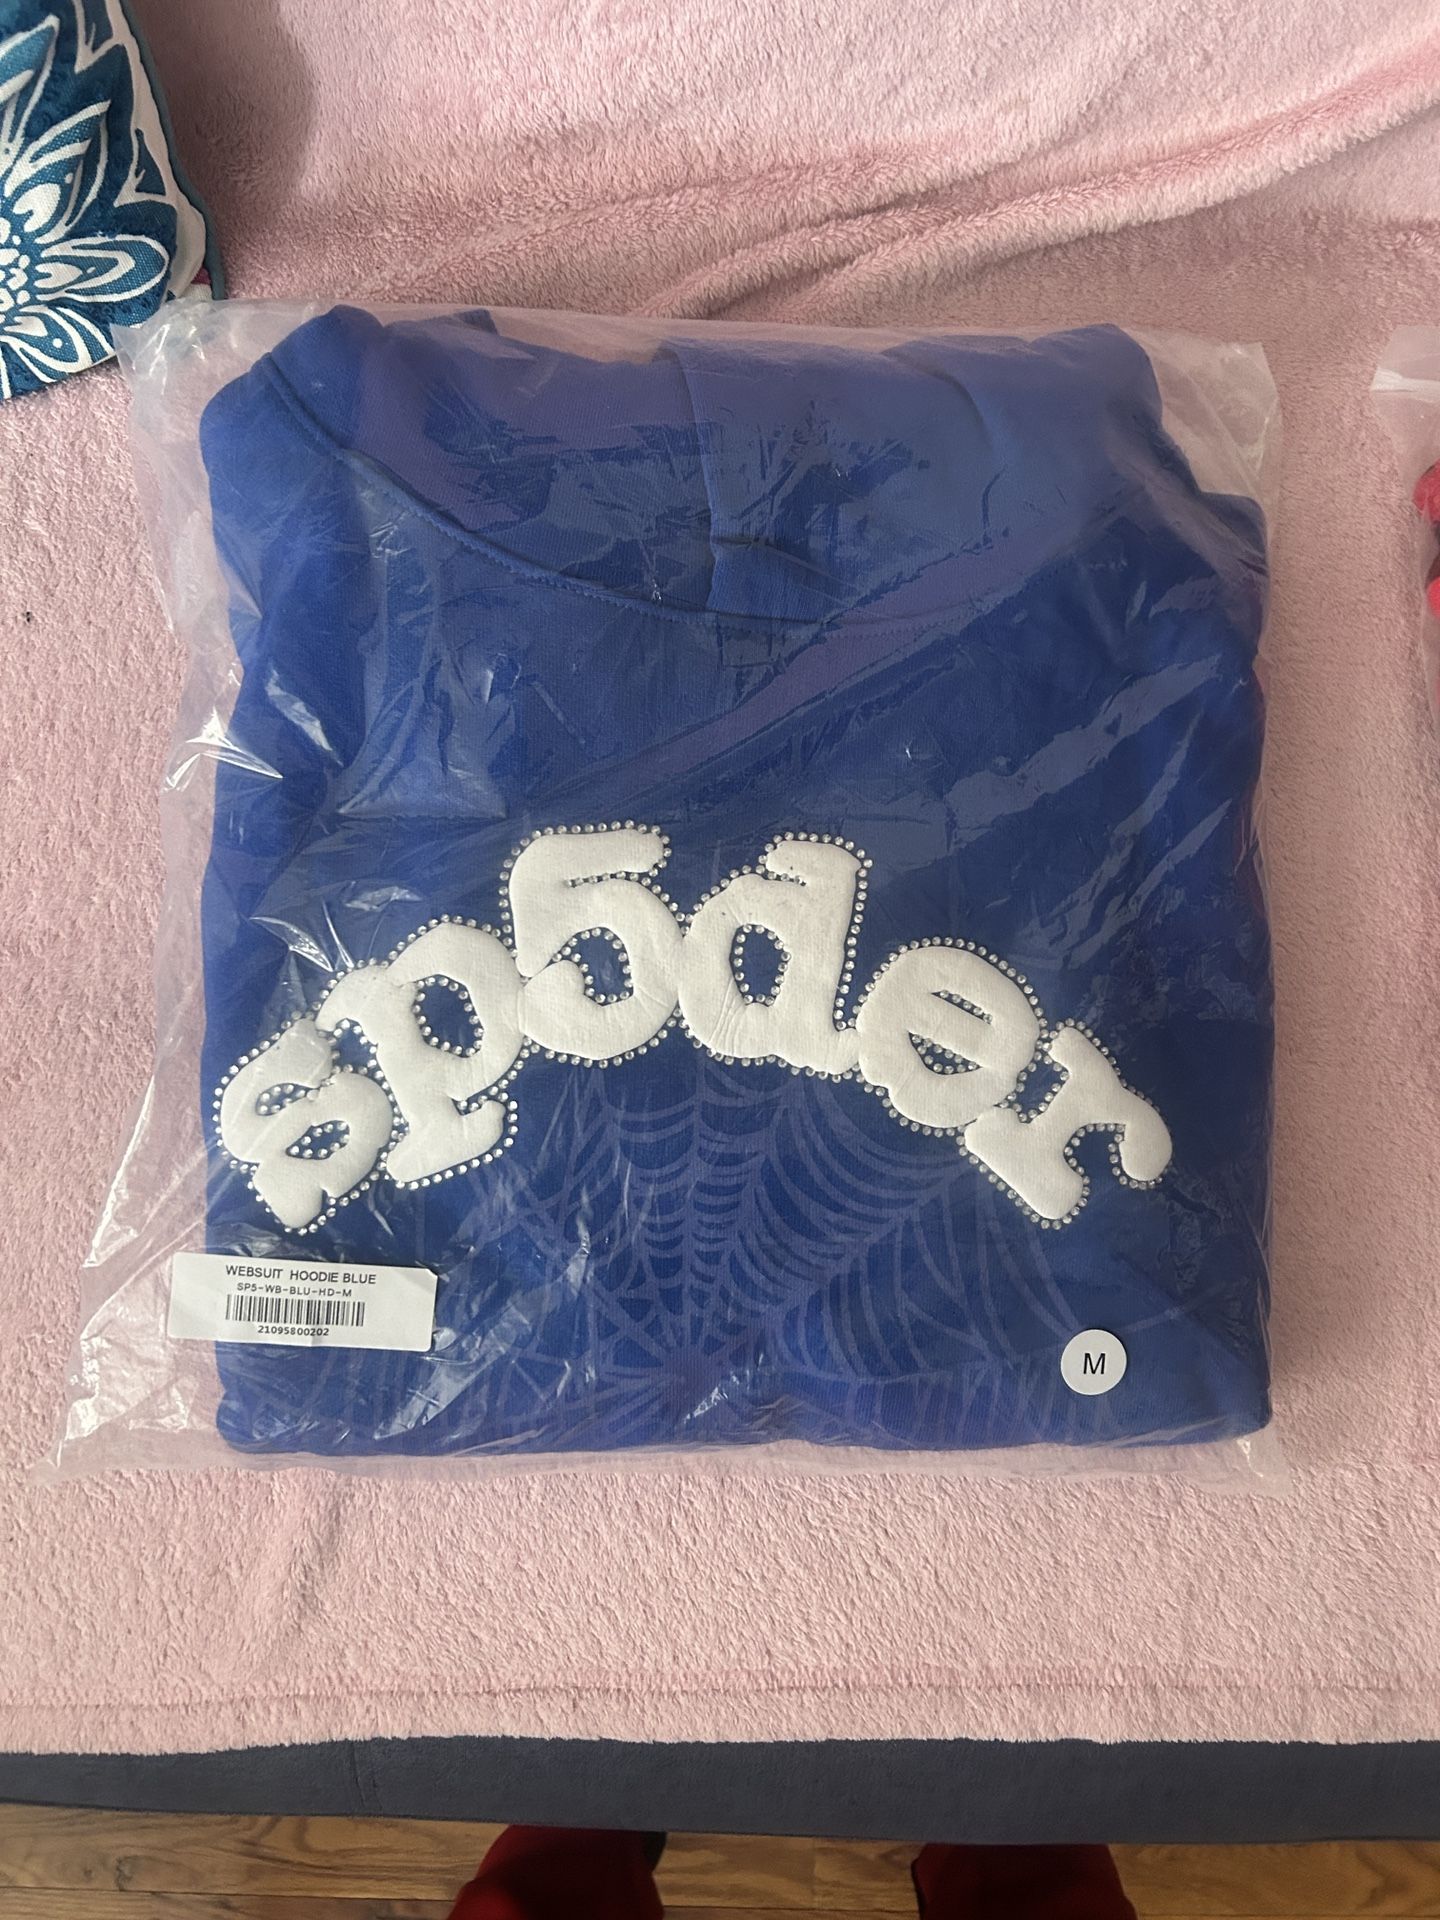 sp5der
WEBSUIT HOODIE BLUE
SP5-WB-BLU-HD-M
21095800202
M